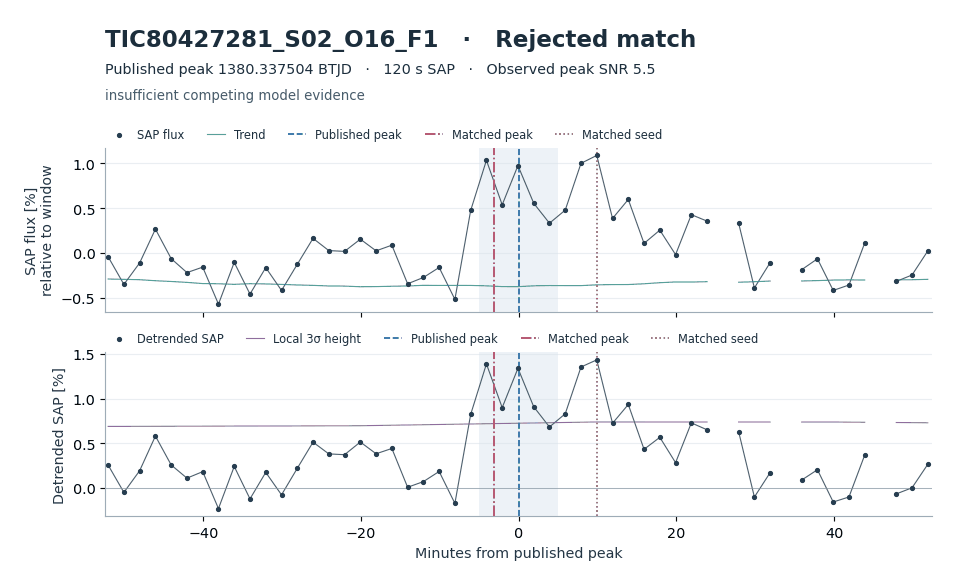 TIC80427281_S02_O16_F1 · Rejected match
Published peak 1380.337504 BTJD · 120 s SAP · Observed peak SNR 5.5
insufficient competing model evidence
SAP flux Trend Published peak Matched peak Matched seed
SAP flux [%]
relative to window
1.0
0.5
0.0
−0.5
Detrended SAP Local 3σ height Published peak Matched peak Matched seed
Detrended SAP [%]
1.5
1.0
0.5
0.0
−40 −20 0 20 40
Minutes from published peak